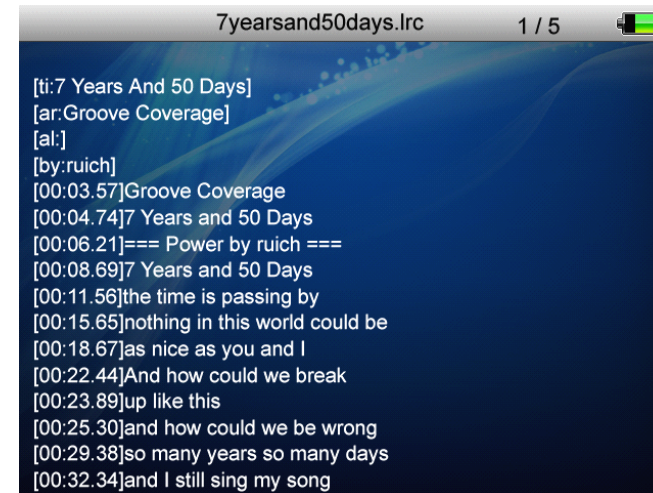 7yearsand50days.lrc 1 / 5
[ti:7 Years And 50 Days]
[ar:Groove Coverage]
[al:]
[by:ruich]
[00:03.57]Groove Coverage
[00:04.74]7 Years and 50 Days
[00:06.21]=== Power by ruich ===
[00:08.69]7 Years and 50 Days
[00:11.56]the time is passing by
[00:15.65]nothing in this world could be
[00:18.67]as nice as you and I
[00:22.44]And how could we break
[00:23.89]up like this
[00:25.30]and how could we be wrong
[00:29.38]so many years so many days
[00:32.34]and I still sing my song